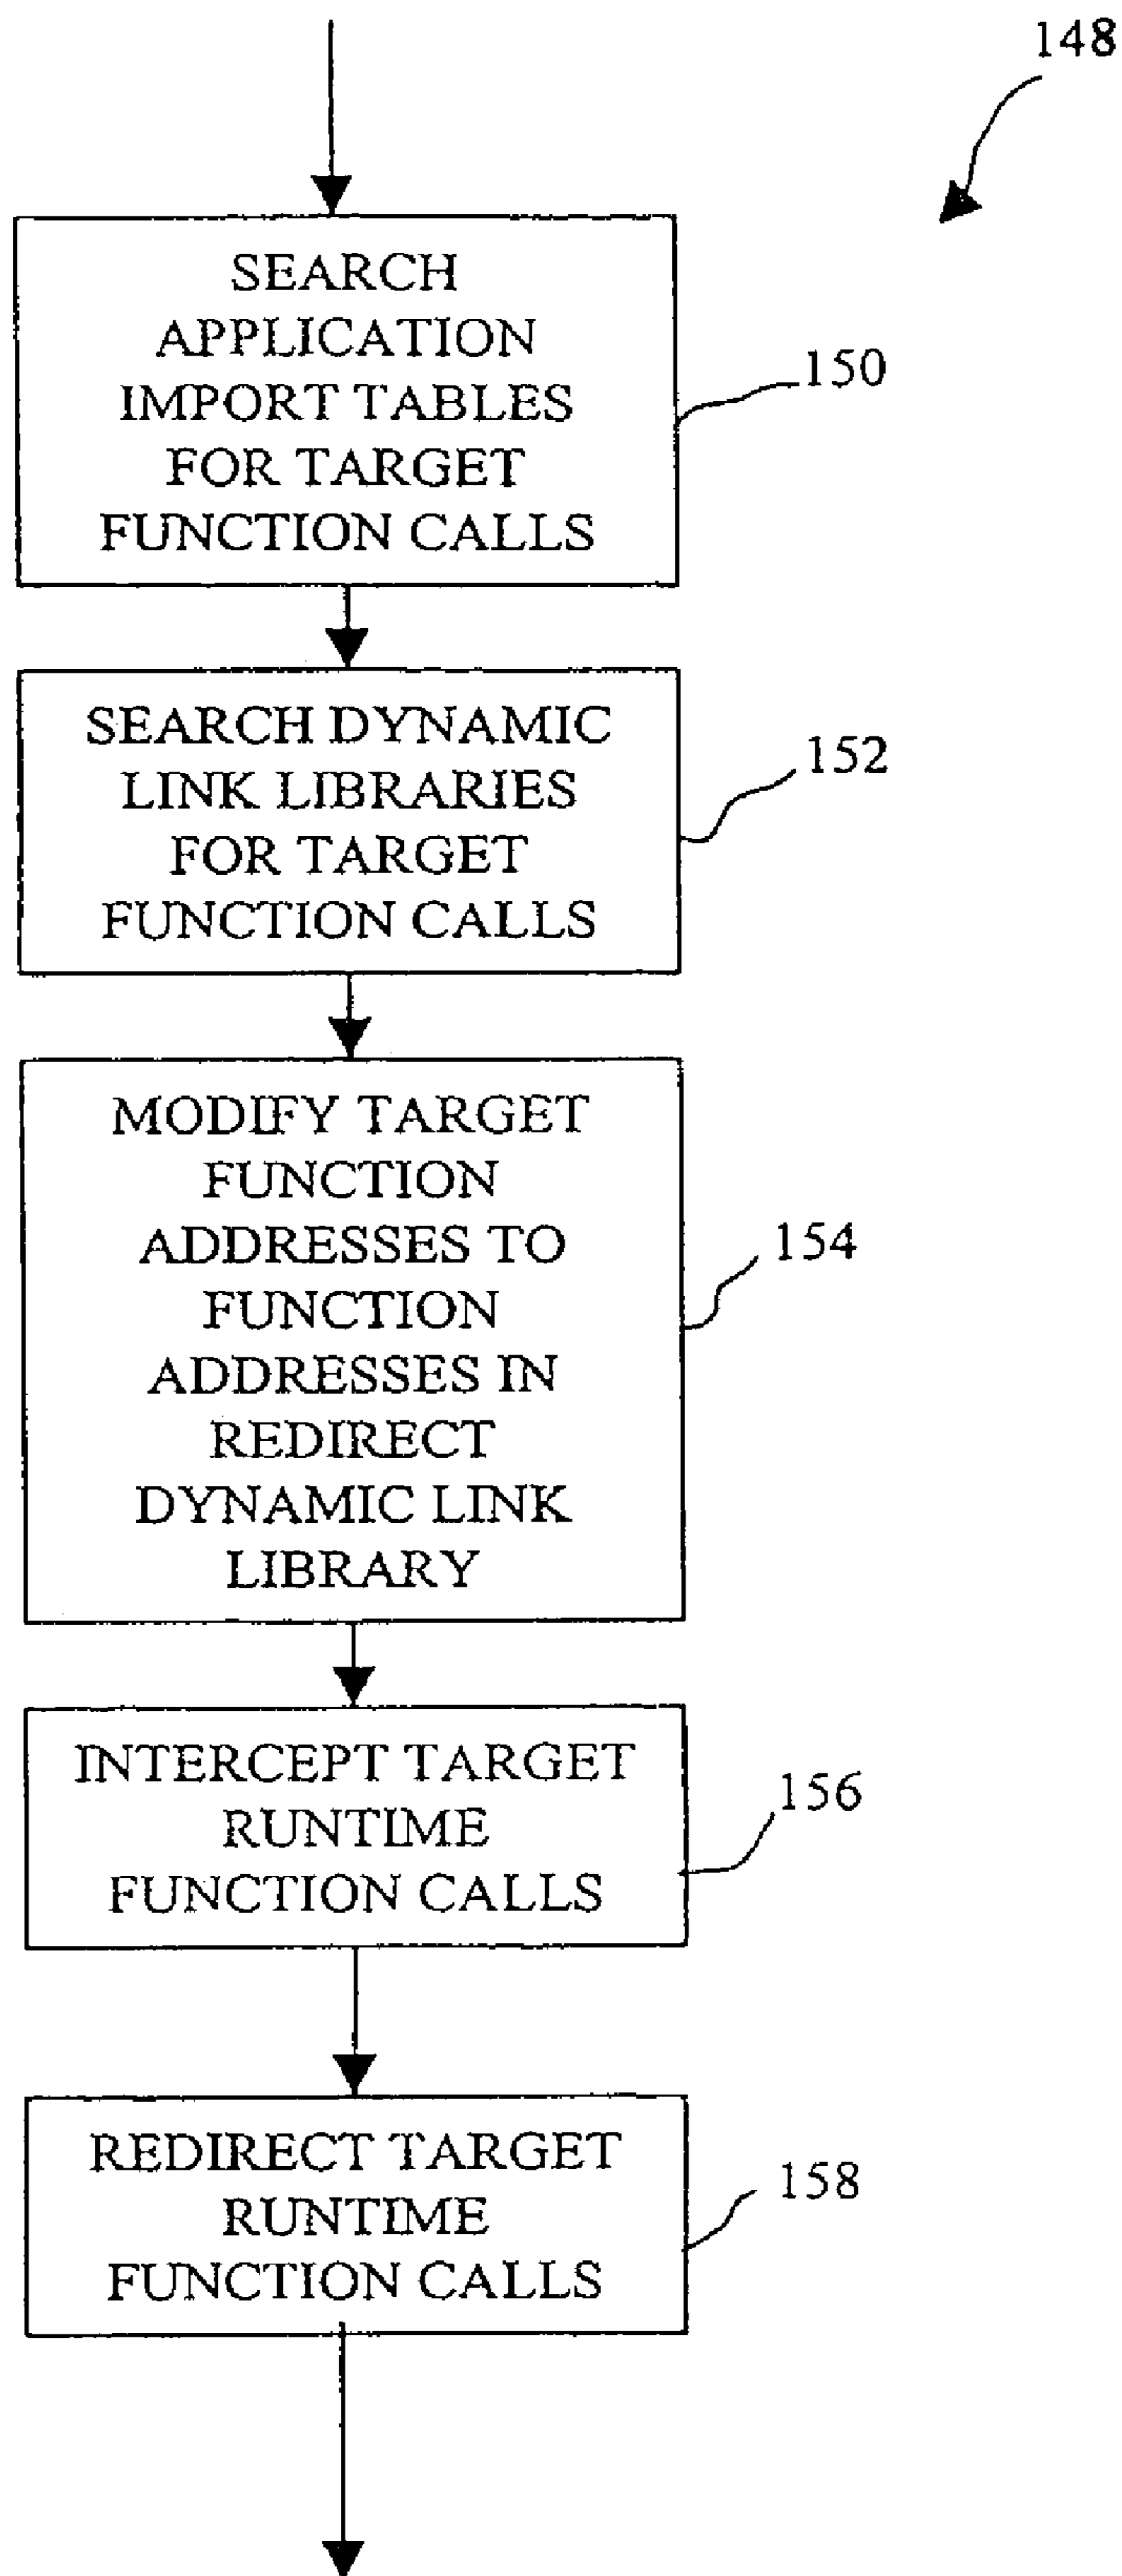 148
SEARCH
APPLICATION
IMPORT TABLES
FOR TARGET
FUNCTION CALLS
150
SEARCH DYNAMIC
LINK LIBRARIES
FOR TARGET
FUNCTION CALLS
152
MODIFY TARGET
FUNCTION
ADDRESSES TO
FUNCTION
ADDRESSES IN
REDIRECT
DYNAMIC LINK
LIBRARY
154
INTERCEPT TARGET
RUNTIME
FUNCTION CALLS
156
REDIRECT TARGET
RUNTIME
FUNCTION CALLS
158